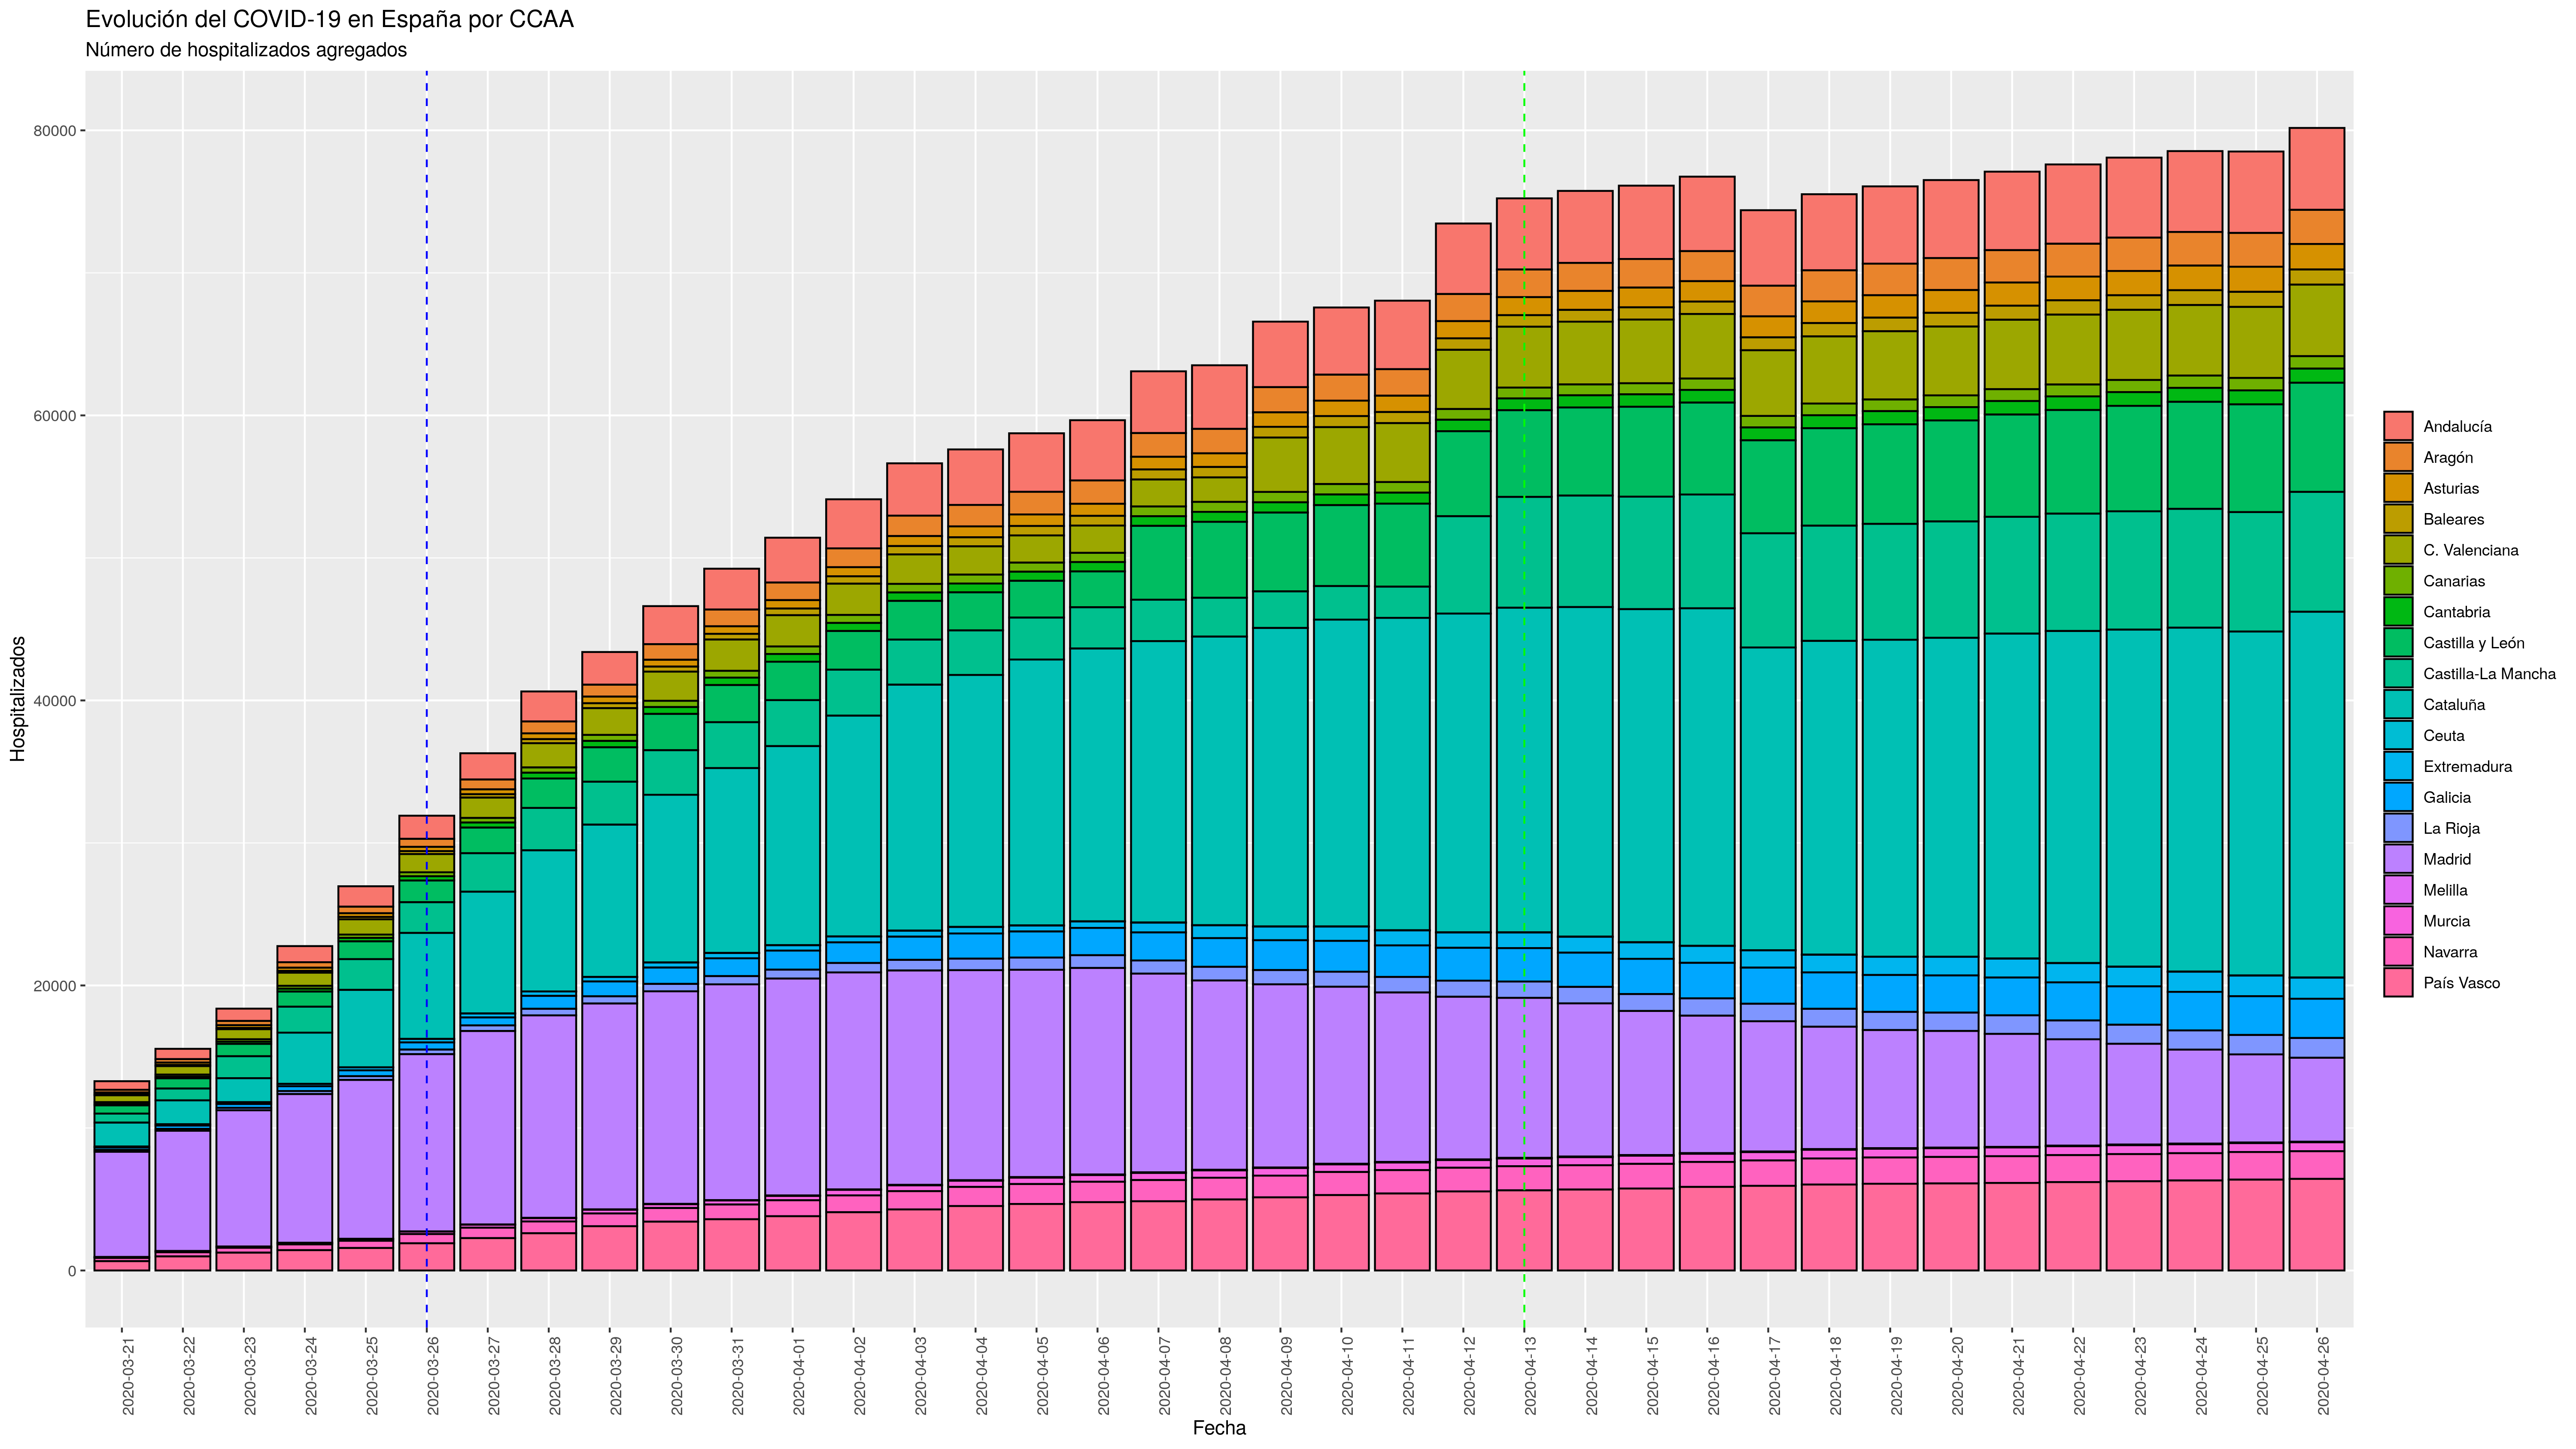 Evolución del COVID-19 en España por CCAA
Número de hospitalizados agregados
Hospitalizados
80000
60000
40000
20000
0
2020-03-21
2020-03-22
2020-03-23
2020-03-24
2020-03-25
2020-03-26
2020-03-27
2020-03-28
2020-03-29
2020-03-30
2020-03-31
2020-04-01
2020-04-02
2020-04-03
2020-04-04
2020-04-05
2020-04-06
2020-04-07
2020-04-08
2020-04-09
2020-04-10
2020-04-11
2020-04-12
2020-04-13
2020-04-14
2020-04-15
2020-04-16
2020-04-17
2020-04-18
2020-04-19
2020-04-20
2020-04-21
2020-04-22
2020-04-23
2020-04-24
2020-04-25
2020-04-26
Fecha
Andalucía
Aragón
Asturias
Baleares
C. Valenciana
Canarias
Cantabria
Castilla y León
Castilla-La Mancha
Cataluña
Ceuta
Extremadura
Galicia
La Rioja
Madrid
Melilla
Murcia
Navarra
País Vasco